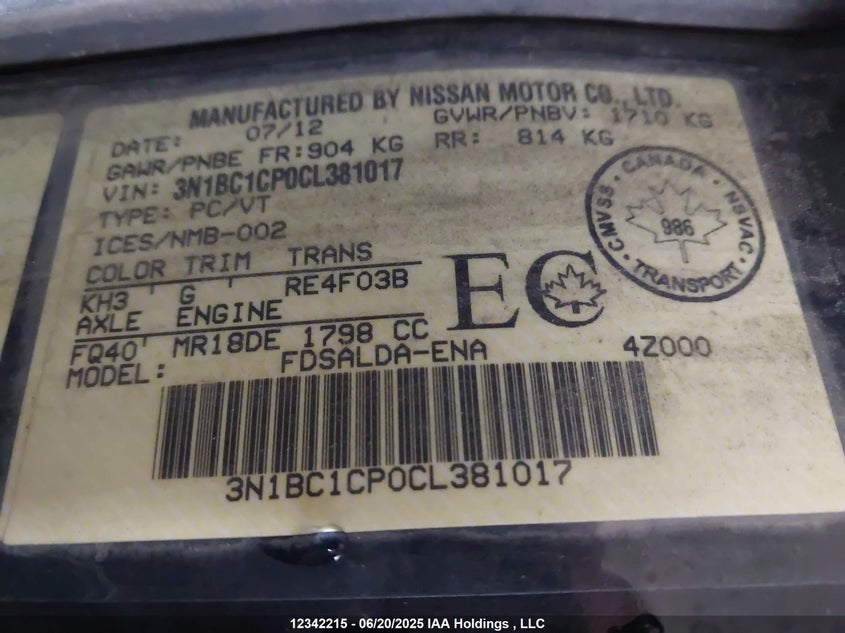 MANUFACTURED BY NISSAN MOTOR CO., LTD.
DATE: 07/12 GVWR/PNBV: 1710 KG
GAWR/PNBE FR:904 KG RR: 814 KG
VIN: 3N1BC1CP0CL381017
TYPE: PC/VT
ICES/NMB-002
COLOR TRIM TRANS
KH3 ' G ' RE4F03B
AXLE ENGINE
FQ40' MR18DE 1798 CC
MODEL: FDSALDA-ENA 4Z000
EC
CMVSS · CANADA · NSVAC · TRANSPORT ·
986
3N1BC1CP0CL381017
12342215 - 06/20/2025 IAA Holdings , LLC